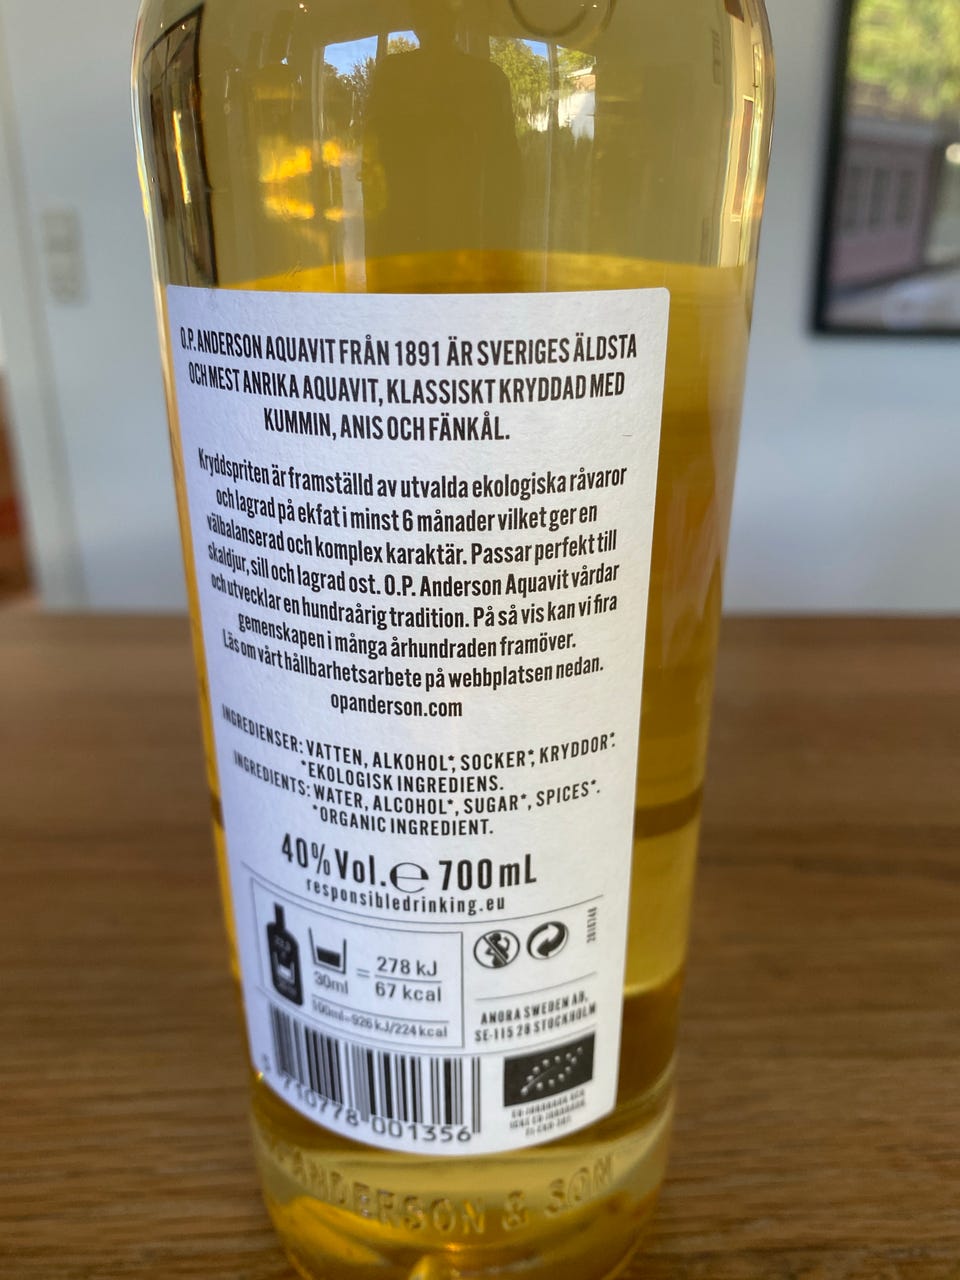 O.P. ANDERSON AQUAVIT FRÅN 1891 ÄR SVERIGES ÄLDSTA
OCH MEST ANRIKA AQUAVIT, KLASSISKT KRYDDAD MED
KUMMIN, ANIS OCH FÄNKÅL.
Kryddspriten är framställd av utvalda ekologiska råvaror
och lagrad på ekfat i minst 6 månader vilket ger en
välbalanserad och komplex karaktär. Passar perfekt till
skaldjur, sill och lagrad ost. O.P. Anderson Aquavit vårdar
och utvecklar en hundraårig tradition. På så vis kan vi fira
gemenskapen i många århundraden framöver.
Läs om vårt hållbarhetsarbete på webbplatsen nedan.
opanderson.com
INGREDIENSER: VATTEN, ALKOHOL*, SOCKER*, KRYDDOR*.
*EKOLOGISK INGREDIENS.
INGREDIENTS: WATER, ALCOHOL*, SUGAR*, SPICES*.
*ORGANIC INGREDIENT.
40% Vol. ℮ 700 mL
responsibledrinking.eu
30ml = 278 kJ
67 kcal
100ml=926 kJ/224 kcal
ANORA SWEDEN AB,
SE-115 28 STOCKHOLM
5 710778 001356
ANDERSON & SON